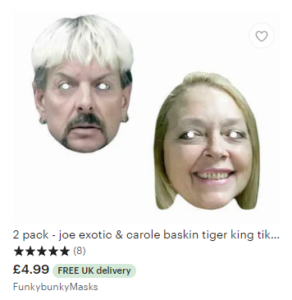 2 pack - joe exotic & carole baskin tiger king tik...
★★★★★ (8)
£4.99 FREE UK delivery
FunkybunkyMasks